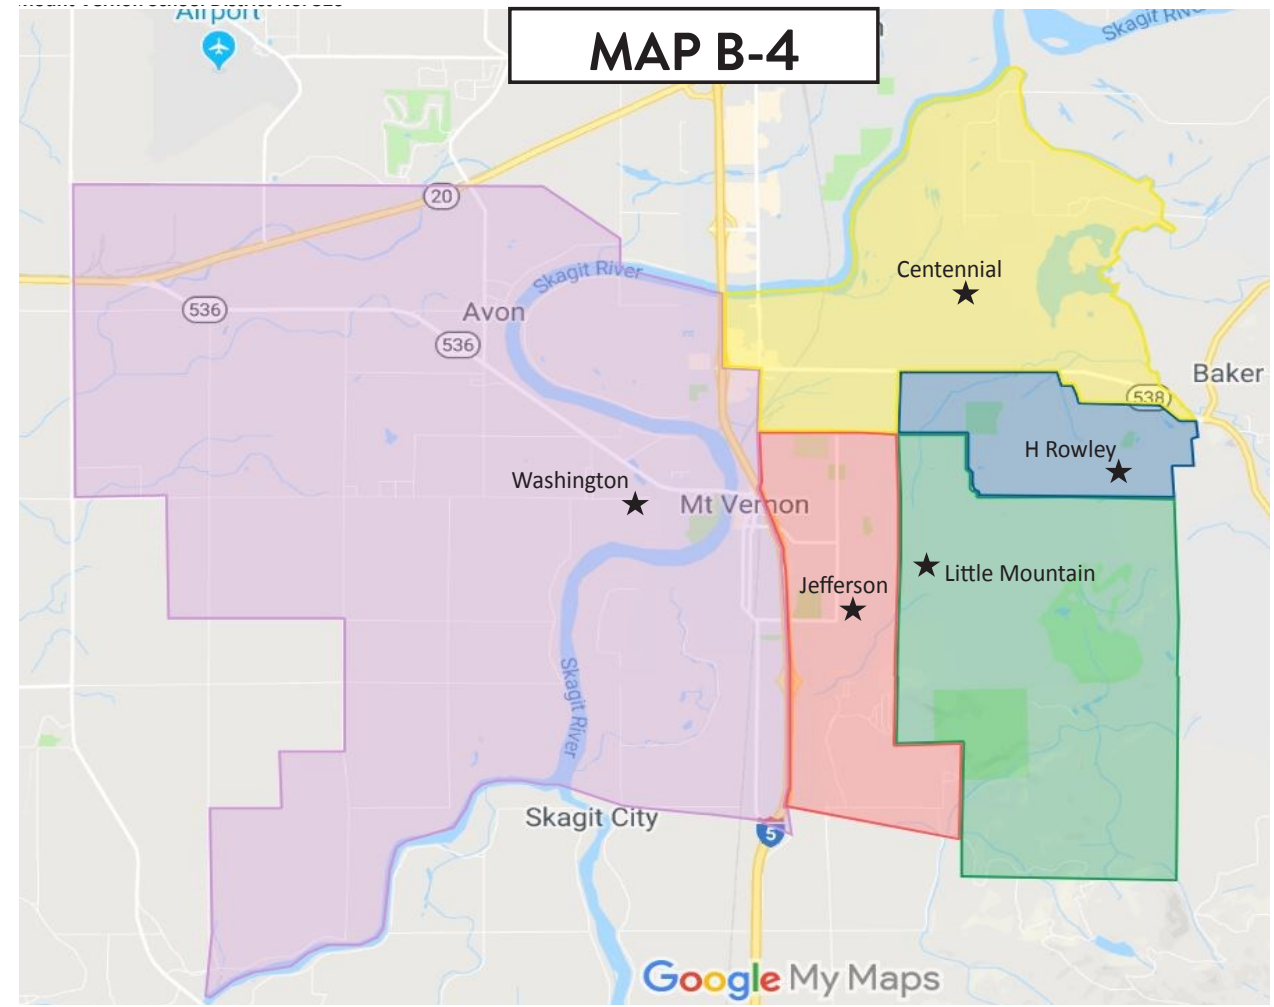 Airport
MAP B-4
Skagit River
20
Centennial
Skagit River
536
Avon
536
Baker
538
H Rowley
Washington
Mt Vernon
Little Mountain
Jefferson
Skagit River
Skagit City
5
Google My Maps